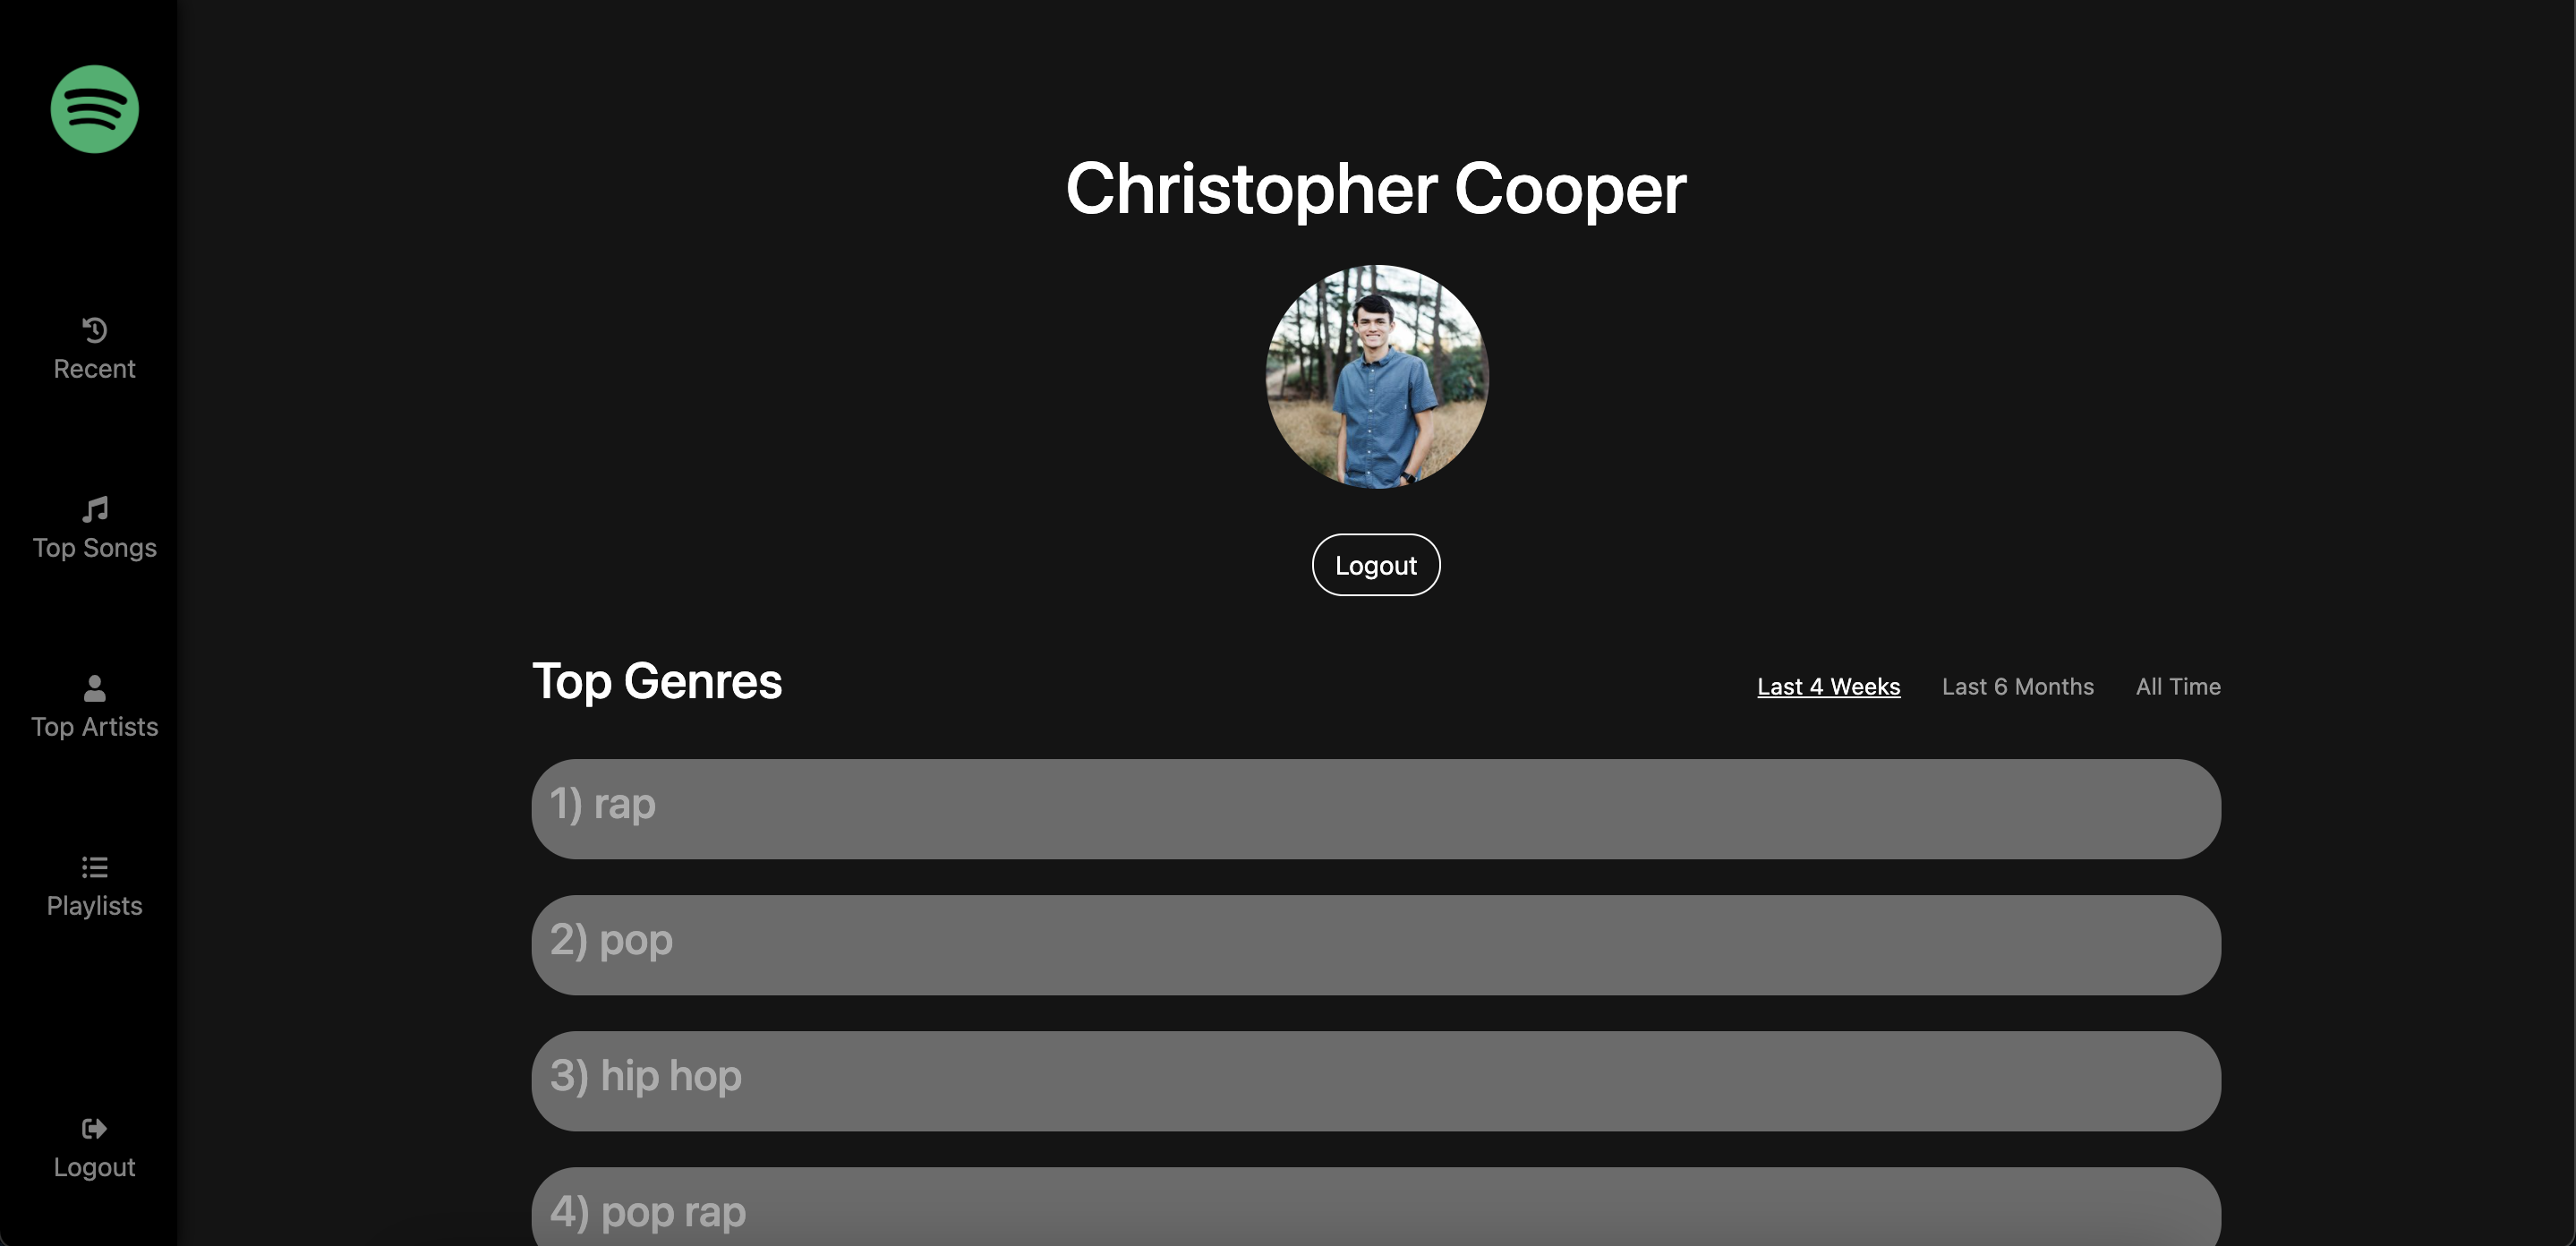 Christopher Cooper
Logout
Recent
Top Songs
Top Artists
Playlists
Logout
Top Genres
Last 4 Weeks Last 6 Months All Time
1) rap
2) pop
3) hip hop
4) pop rap